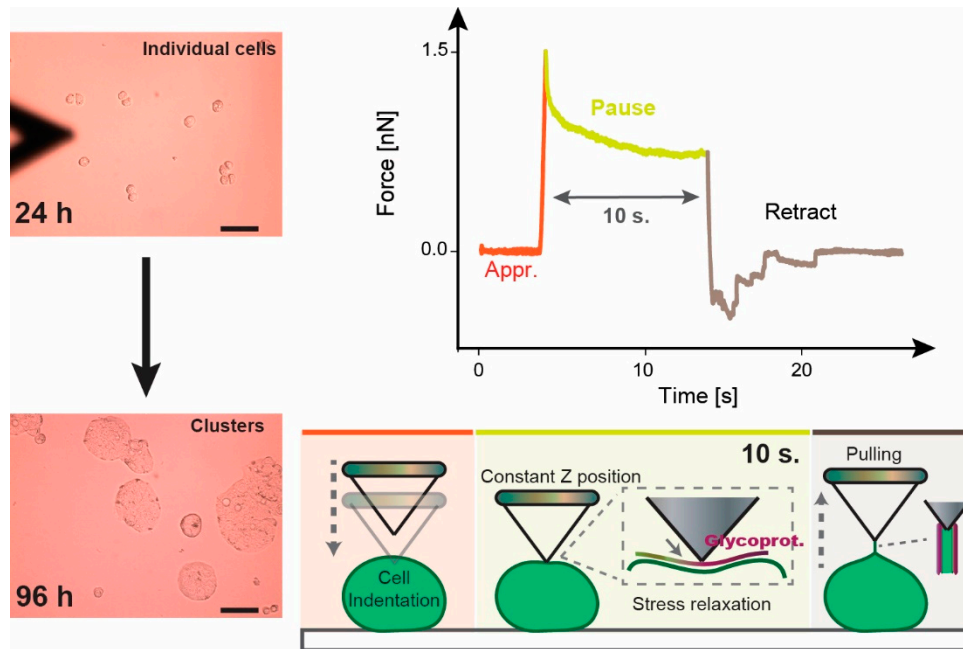 Individual cells
24 h
Clusters
96 h
Force [nN]
1.5
0.0
Pause
10 s.
Retract
Appr.
0
10
20
Time [s]
Cell
Indentation
10 s.
Constant Z position
Glycoprot.
Stress relaxation
Pulling